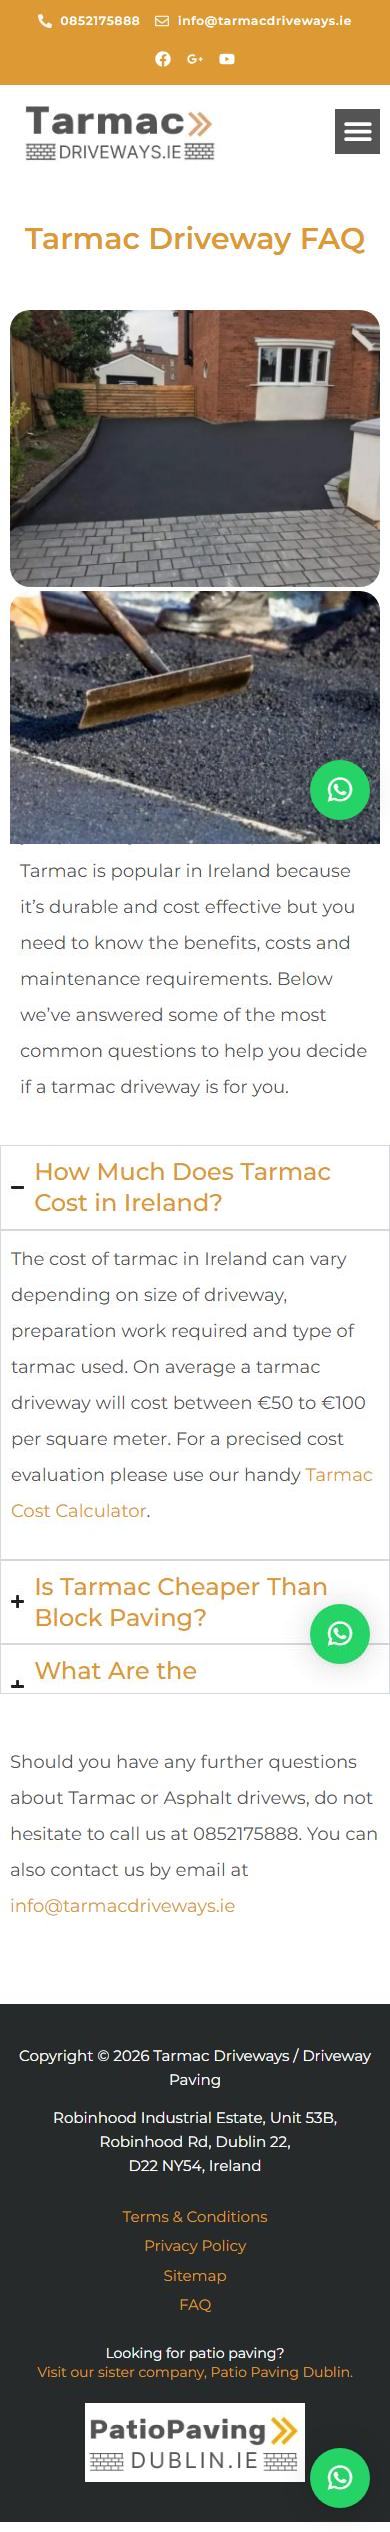 0852175888 info@tarmacdriveways.ie
Tarmac
DRIVEWAYS.IE
Tarmac Driveway FAQ
Tarmac is popular in Ireland because
it's durable and cost effective but you
need to know the benefits, costs and
maintenance requirements. Below
we've answered some of the most
common questions to help you decide
if a tarmac driveway is for you.
How Much Does Tarmac
Cost in Ireland?
The cost of tarmac in Ireland can vary
depending on size of driveway,
preparation work required and type of
tarmac used. On average a tarmac
driveway will cost between €50 to €100
per square meter. For a precised cost
evaluation please use our handy Tarmac
Cost Calculator.
Is Tarmac Cheaper Than
Block Paving?
What Are the
Should you have any further questions
about Tarmac or Asphalt drivews, do not
hesitate to call us at 0852175888. You can
also contact us by email at
info@tarmacdriveways.ie
Copyright © 2026 Tarmac Driveways / Driveway
Paving
Robinhood Industrial Estate, Unit 53B,
Robinhood Rd, Dublin 22,
D22 NY54, Ireland
Terms & Conditions
Privacy Policy
Sitemap
FAQ
Looking for patio paving?
Visit our sister company, Patio Paving Dublin.
PatioPaving
DUBLIN.IE